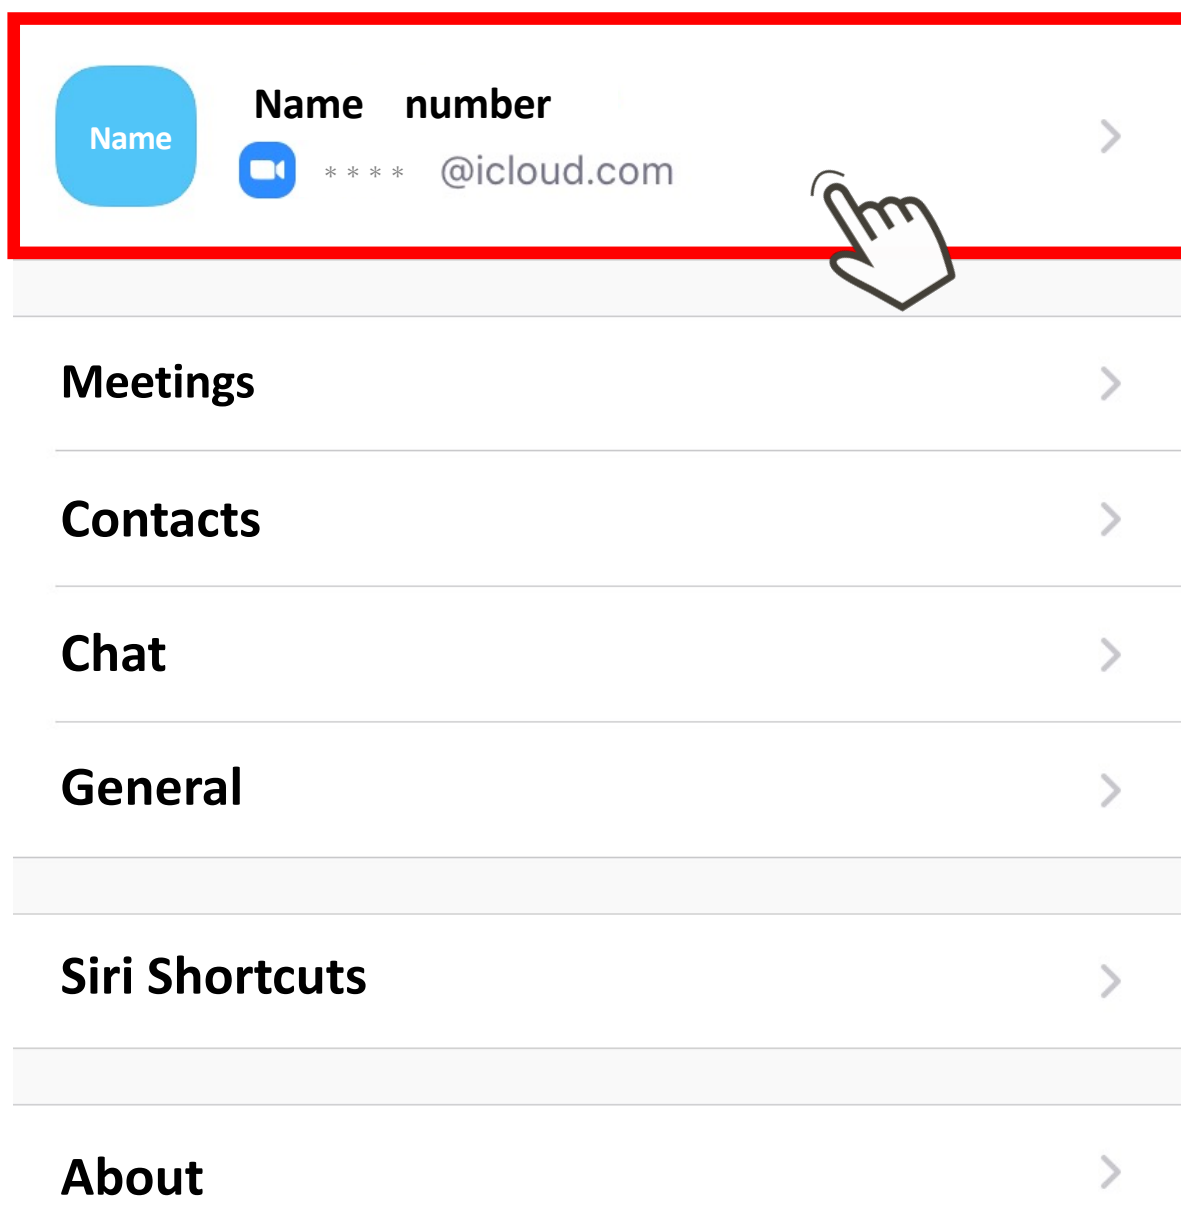 Name number
Name
**** @icloud.com
Meetings
Contacts
Chat
General
Siri Shortcuts
About